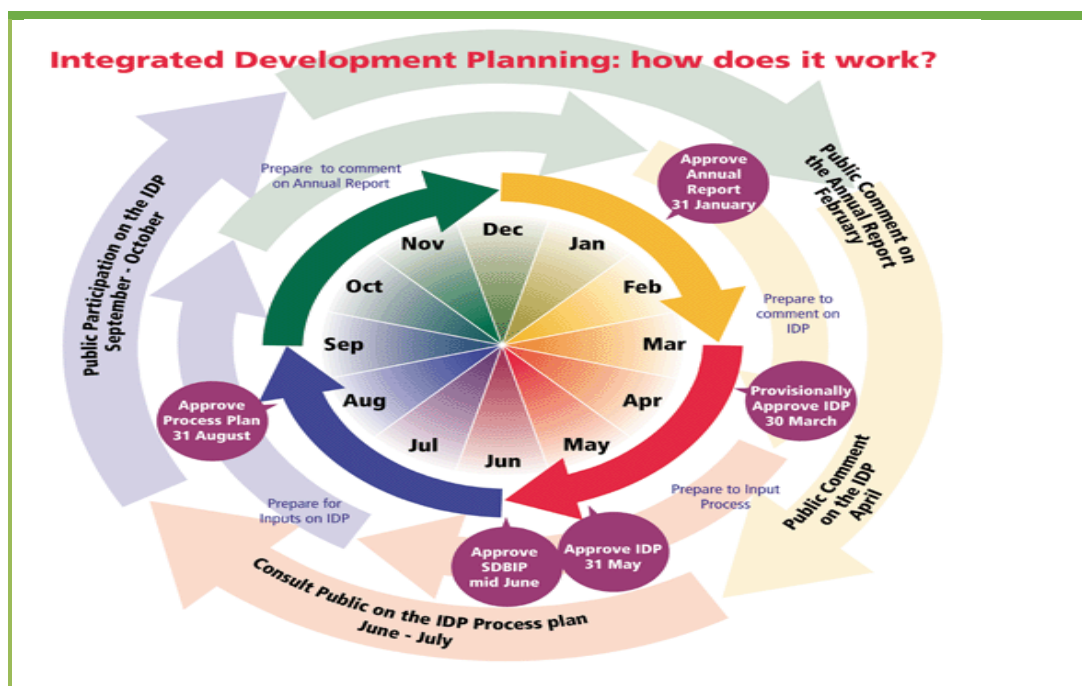 Integrated Development Planning: how does it work?
Prepare to comment
on Annual Report
Approve
Annual
Report
31 January
Public Comment on
the Annual Report
February
Public Participation on the IDP
September - October
Dec
Jan
Feb
Mar
Apr
May
Jun
Jul
Aug
Sep
Oct
Nov
Prepare to
comment on
IDP
Provisionally
Approve IDP
30 March
Public Comment
on the IDP
April
Prepare to Input
Process
Approve IDP
31 May
Approve
SDBIP
mid June
Consult Public on the IDP Process plan
June - July
Prepare for
Inputs on IDP
Approve
Process Plan
31 August